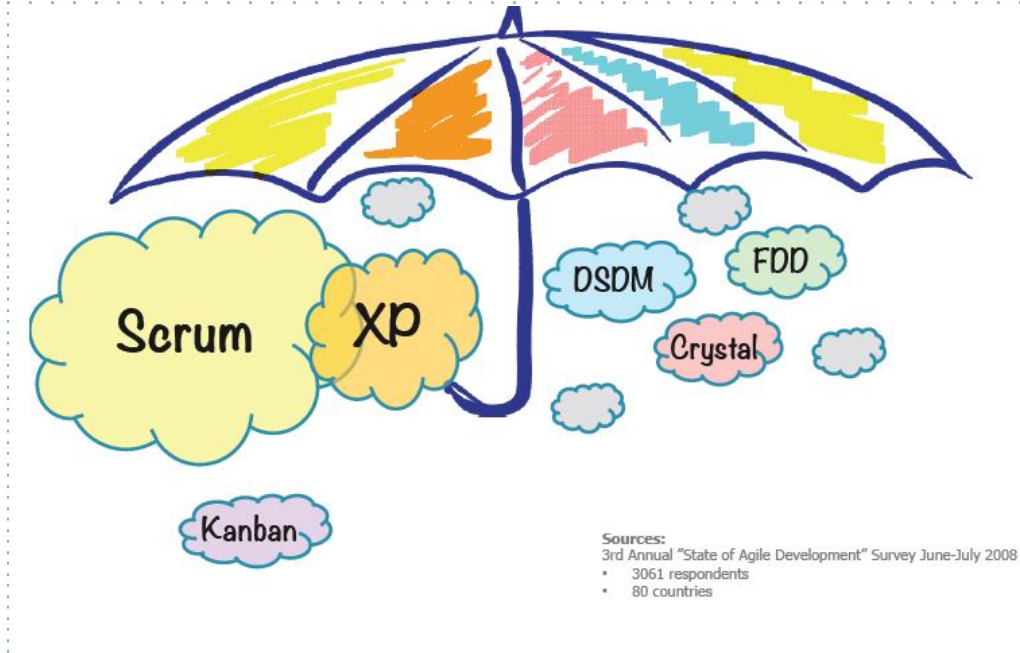 Scrum
XP
DSDM
FDD
Crystal
Kanban
Sources:
3rd Annual “State of Agile Development” Survey June-July 2008
• 3061 respondents
• 80 countries